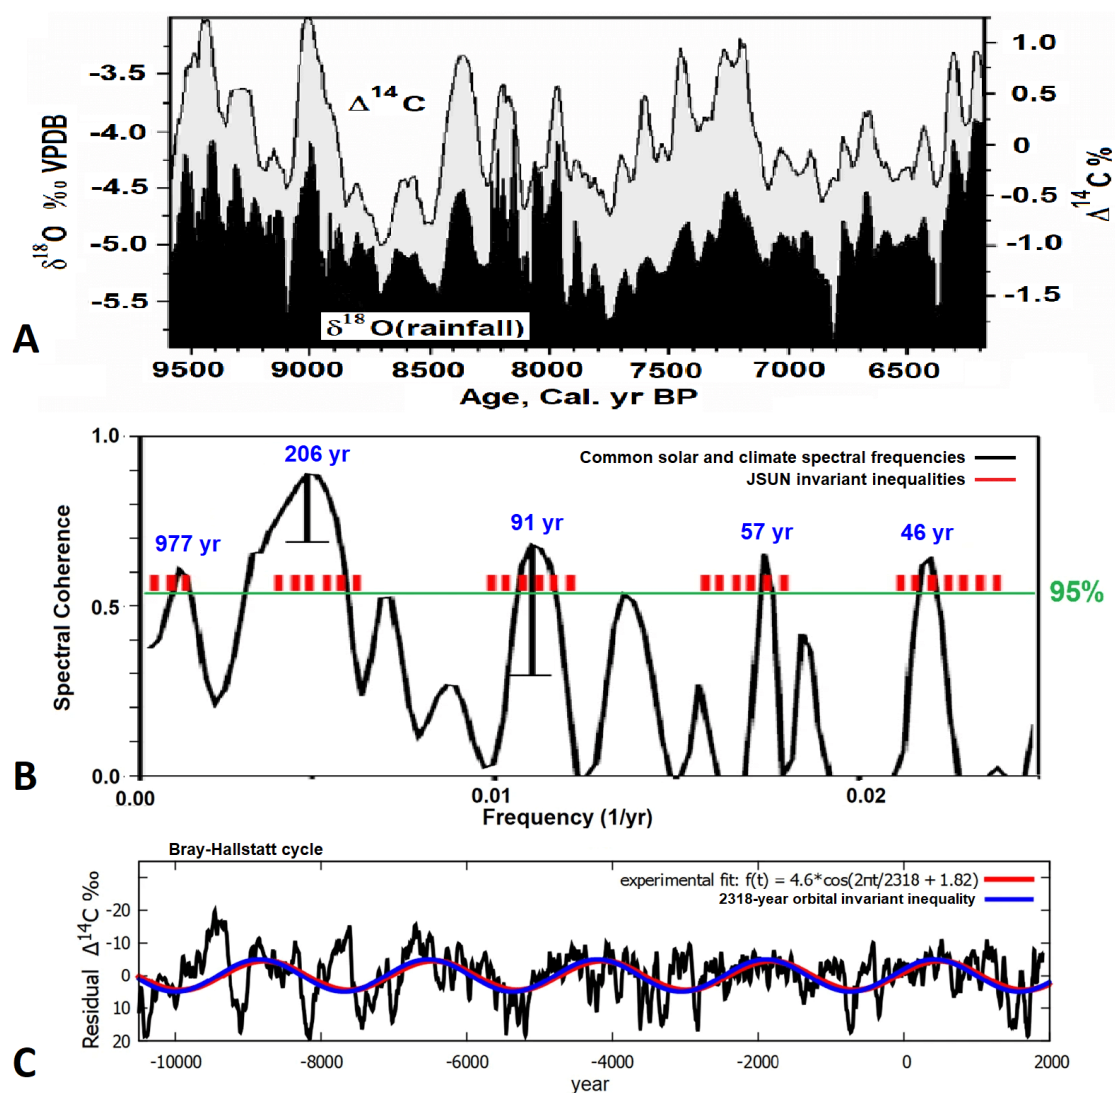 1.0
-3.5
0.5
Δ14C
-4.0
0
-4.5
-0.5
-5.0
-1.0
-5.5
-1.5
δ18O ‰ VPDB
Δ14C %
δ18O(rainfall)
A
9500 9000 8500 8000 7500 7000 6500
Age, Cal. yr BP
1.0
206 yr
Common solar and climate spectral frequencies
JSUN invariant inequalities
977 yr
91 yr
57 yr
46 yr
95%
0.5
Spectral Coherence
0.0
B
0.00 0.01 0.02
Frequency (1/yr)
Bray-Hallstatt cycle
experimental fit: f(t) = 4.6*cos(2πt/2318 + 1.82)
2318-year orbital invariant inequality
-20
-10
0
10
20
Residual Δ14C ‰
C
-10000 -8000 -6000 -4000 -2000 0 2000
year